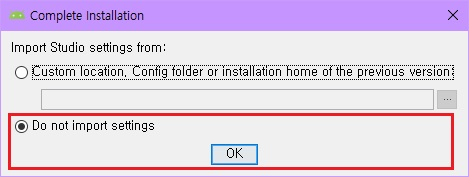 Complete Installation
Import Studio settings from:
Custom location. Config folder or installation home of the previous version:
...
Do not import settings
OK